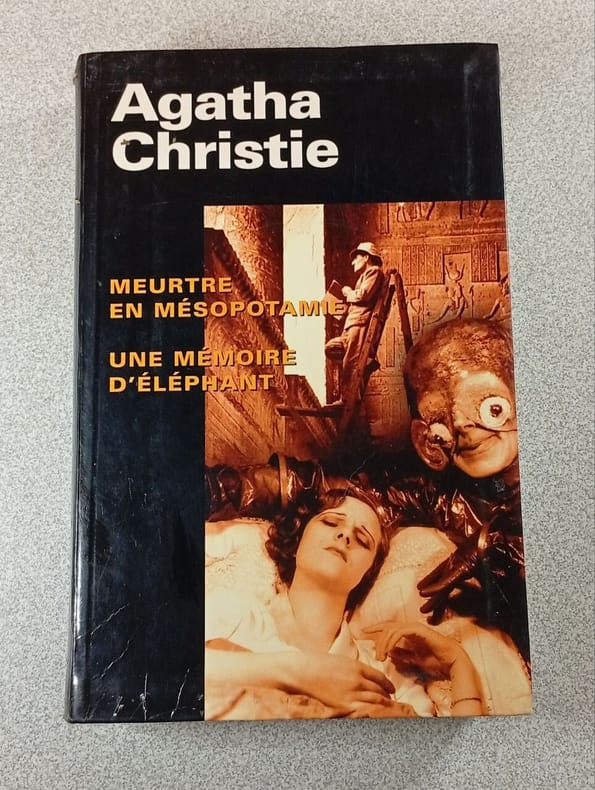 Agatha
Christie
MEURTRE
EN MÉSOPOTAMIE
UNE MÉMOIRE
D'ÉLÉPHANT